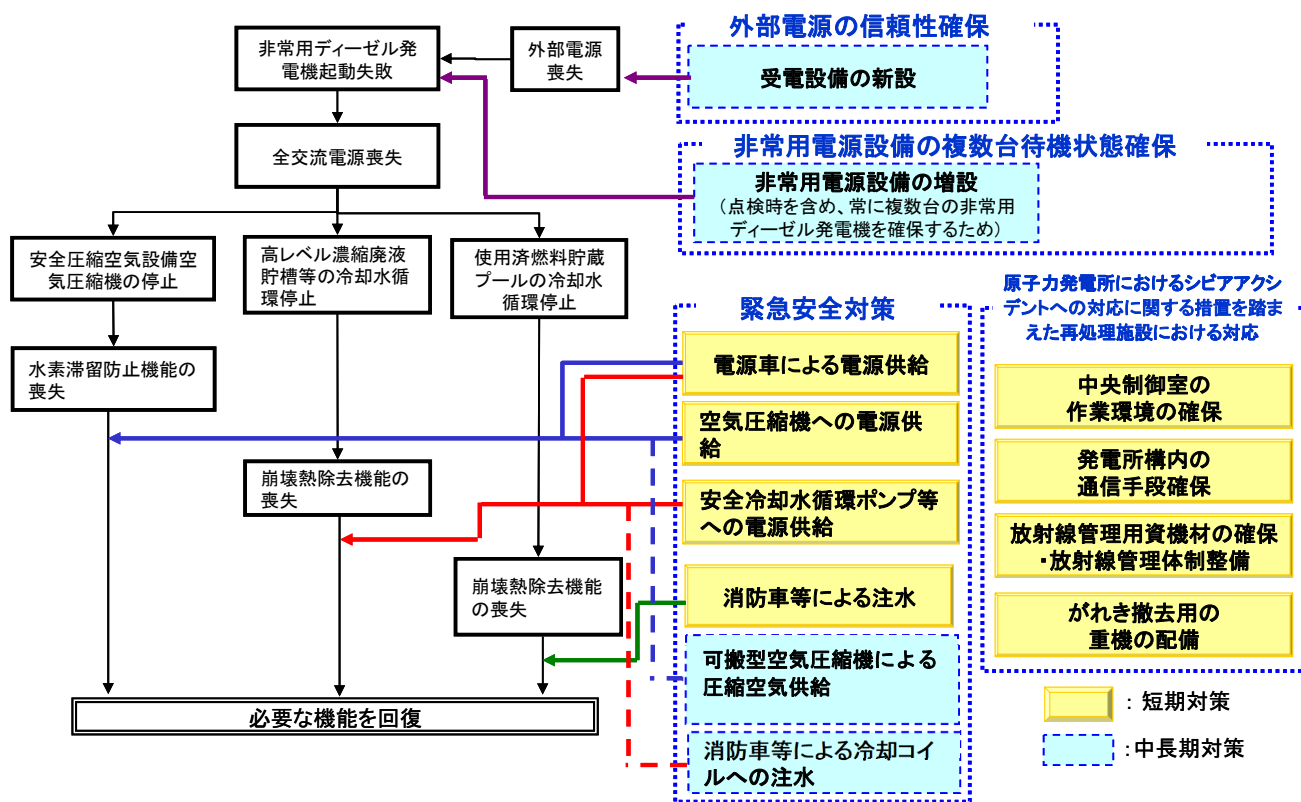 非常用ディーゼル発
電機起動失敗
外部電源
喪失
外部電源の信頼性確保
受電設備の新設
全交流電源喪失
非常用電源設備の複数台待機状態確保
非常用電源設備の増設
（点検時を含め、常に複数台の非常用
ディーゼル発電機を確保するため）
安全圧縮空気設備空
気圧縮機の停止
高レベル濃縮廃液
貯槽等の冷却水循
環停止
使用済燃料貯蔵
プールの冷却水
循環停止
水素滞留防止機能の
喪失
崩壊熱除去機能の
喪失
崩壊熱除去機能
の喪失
必要な機能を回復
緊急安全対策
電源車による電源供給
空気圧縮機への電源供
給
安全冷却水循環ポンプ等
への電源供給
消防車等による注水
可搬型空気圧縮機による
圧縮空気供給
消防車等による冷却コイ
ルへの注水
原子力発電所におけるシビアアクシ
デントへの対応に関する措置を踏ま
えた再処理施設における対応
中央制御室の
作業環境の確保
発電所構内の
通信手段確保
放射線管理用資機材の確保
・放射線管理体制整備
がれき撤去用の
重機の配備
：短期対策
：中長期対策